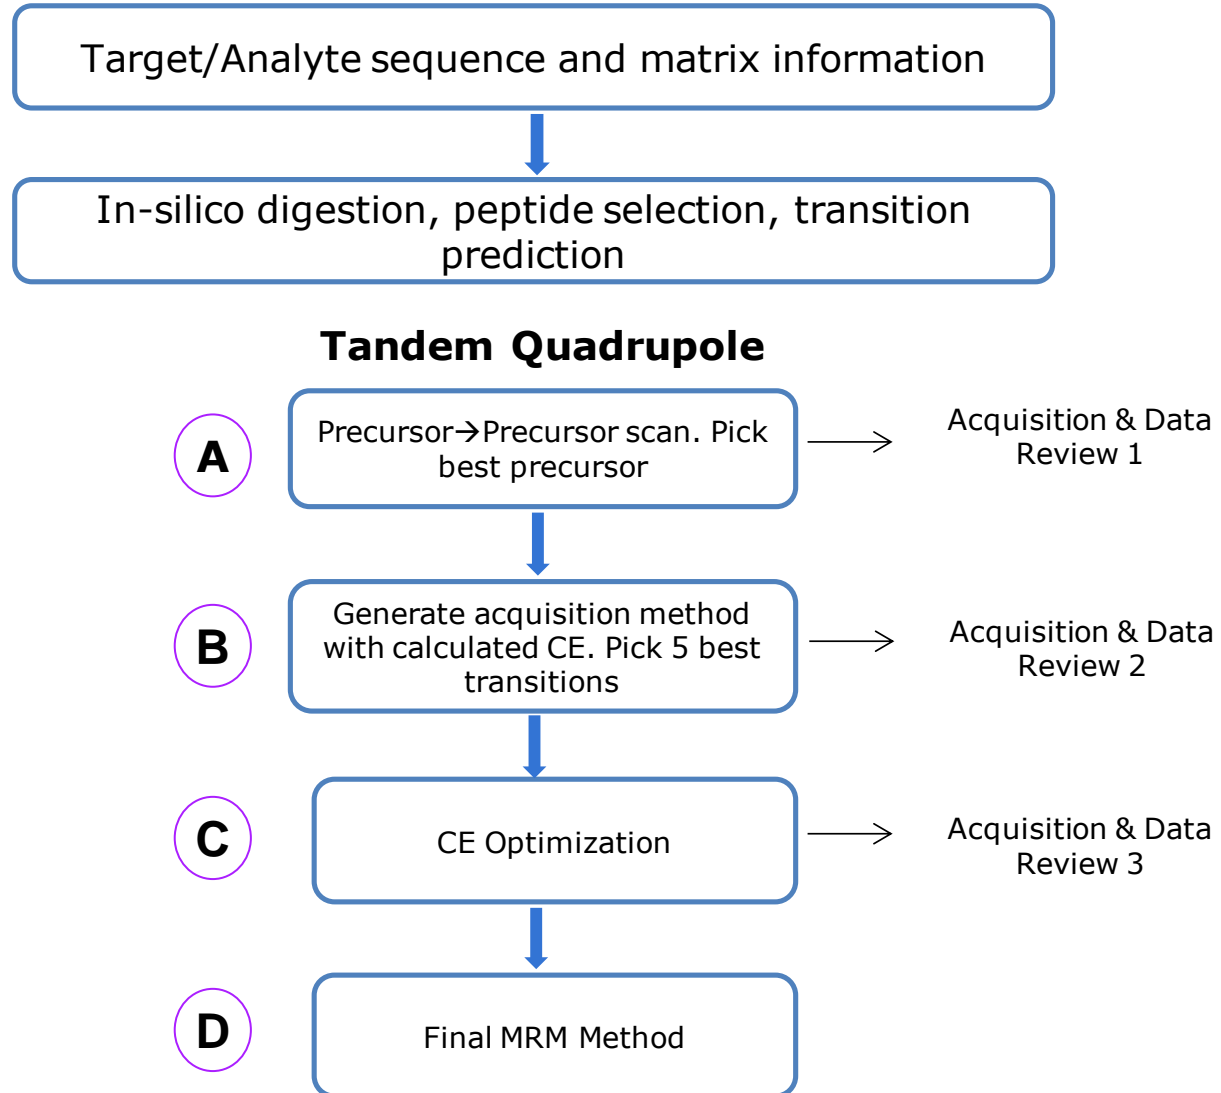 Target/Analyte sequence and matrix information
In-silico digestion, peptide selection, transition
prediction
Tandem Quadrupole
A
Precursor→Precursor scan. Pick
best precursor
Acquisition & Data
Review 1
B
Generate acquisition method
with calculated CE. Pick 5 best
transitions
Acquisition & Data
Review 2
C
CE Optimization
Acquisition & Data
Review 3
D
Final MRM Method